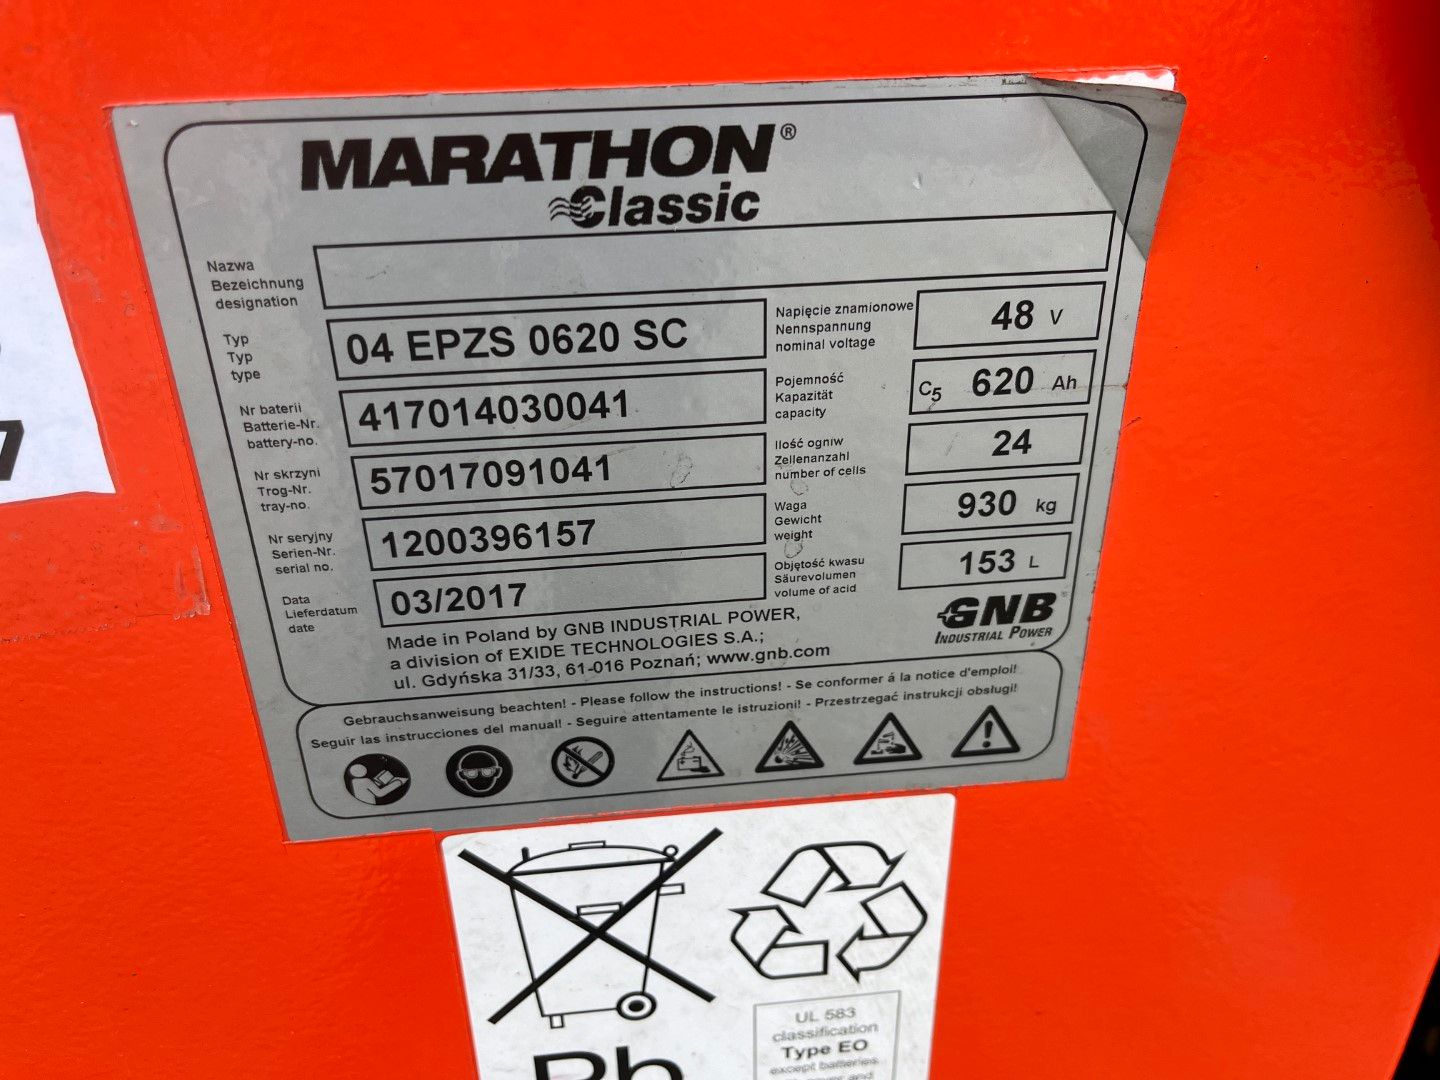 MARATHON®
Classic
Nazwa
Bezeichnung
designation
Typ
Typ
type
04 EPZS 0620 SC
Napięcie znamionowe
Nennspannung
nominal voltage
48 V
Nr baterii
Batterie-Nr.
battery-no.
417014030041
Pojemność
Kapazität
capacity
C5 620 Ah
Nr skrzyni
Trog-Nr.
tray-no.
57017091041
Ilość ogniw
Zellenanzahl
number of cells
24
Nr seryjny
Serien-Nr.
serial no.
1200396157
Waga
Gewicht
weight
930 kg
Data
Lieferdatum
date
03/2017
Objętość kwasu
Säurevolumen
volume of acid
153 L
Made in Poland by GNB INDUSTRIAL POWER,
a division of EXIDE TECHNOLOGIES S.A.;
ul. Gdyńska 31/33, 61-016 Poznań; www.gnb.com
GNB
INDUSTRIAL POWER
Gebrauchsanweisung beachten! - Please follow the instructions! - Se conformer á la notice d'emploi!
Seguir las instrucciones del manual! - Seguire attentamente le istruzioni! - Przestrzegać instrukcji obsługi!
7
Pb
UL 583
classification
Type EO
except batteries